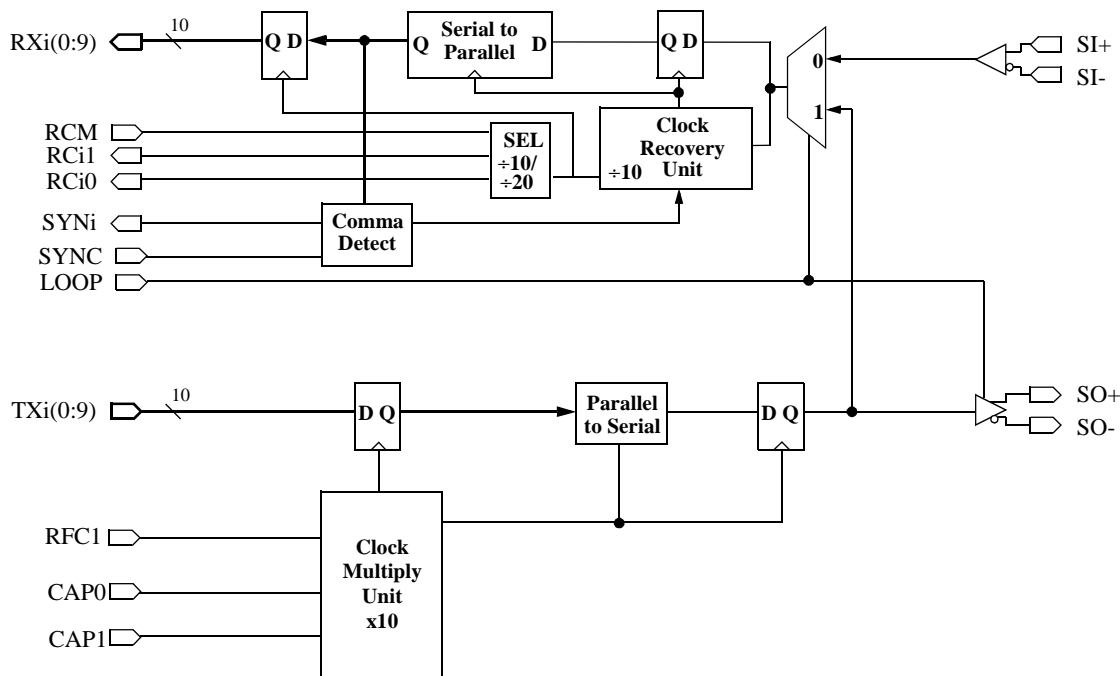 RXi(0:9)
10
Q D
Q
Serial to
Parallel
D
Q D
0
1
SI+
SI-
RCM
RCi1
RCi0
SEL
÷10/
÷20
÷10
Clock
Recovery
Unit
SYNi
SYNC
LOOP
Comma
Detect
TXi(0:9)
10
D Q
Parallel
to Serial
D Q
SO+
SO-
RFC1
CAP0
CAP1
Clock
Multiply
Unit
x10